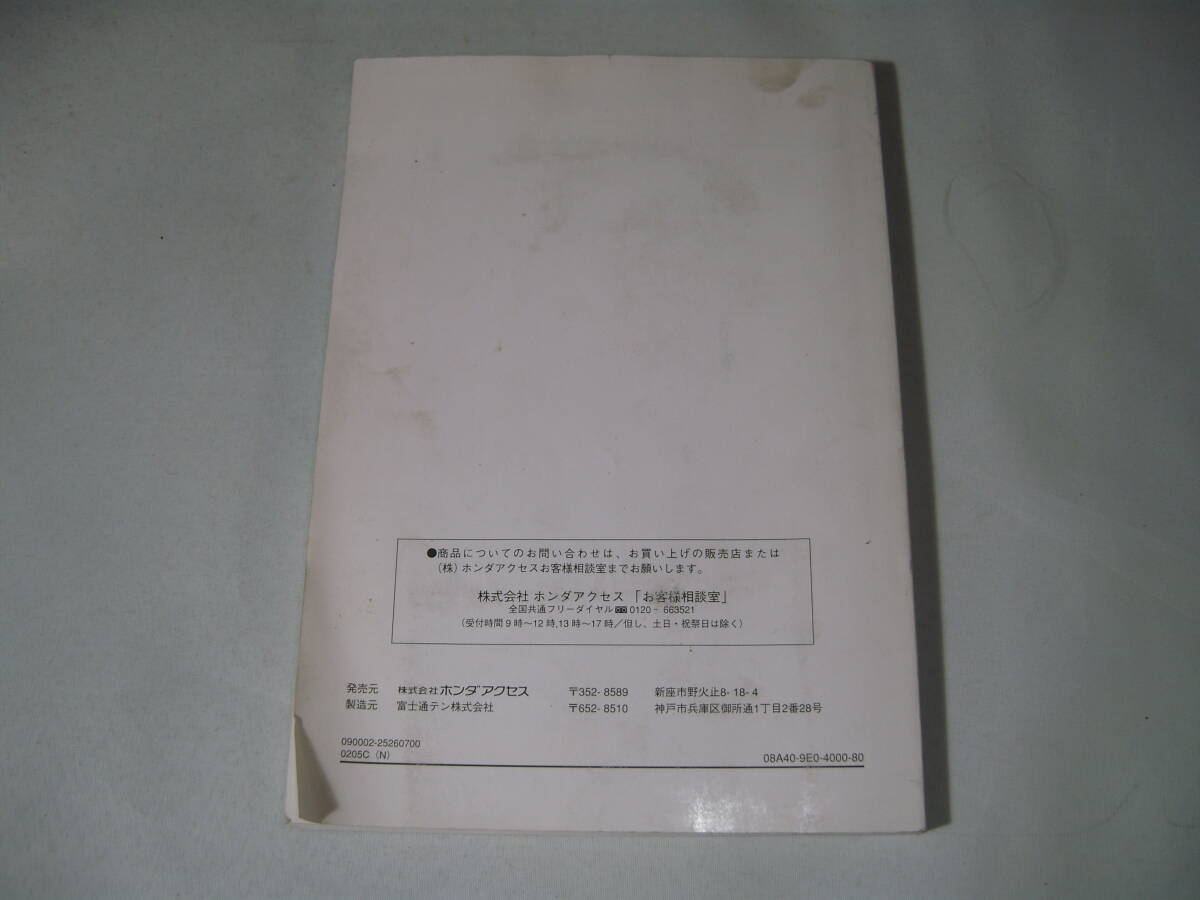 ●商品についてのお問い合わせは、お買い上げの販売店または
(株)ホンダアクセスお客様相談室までお願いします。
株式会社 ホンダアクセス 「お客様相談室」
全国共通フリーダイヤル 0120- 663521
(受付時間9時～12時,13時～17時／但し、土日・祝祭日は除く)
発売元 株式会社ホンダアクセス 〒352-8589 新座市野火止8-18-4
製造元 富士通テン株式会社 〒652-8510 神戸市兵庫区御所通1丁目2番28号
090002-25260700
0205C (N) 08A40-9E0-4000-80